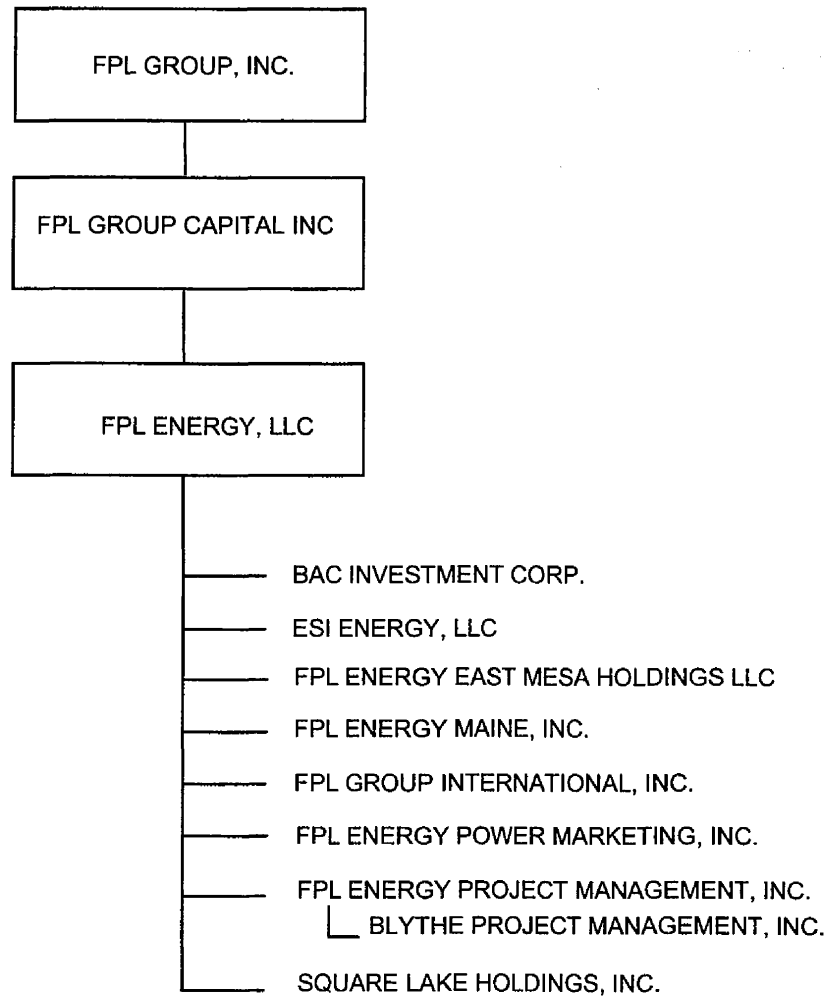 FPL GROUP, INC.
FPL GROUP CAPITAL INC
FPL ENERGY, LLC
BAC INVESTMENT CORP.
ESI ENERGY, LLC
FPL ENERGY EAST MESA HOLDINGS LLC
FPL ENERGY MAINE, INC.
FPL GROUP INTERNATIONAL, INC.
FPL ENERGY POWER MARKETING, INC.
FPL ENERGY PROJECT MANAGEMENT, INC.
BLYTHE PROJECT MANAGEMENT, INC.
SQUARE LAKE HOLDINGS, INC.